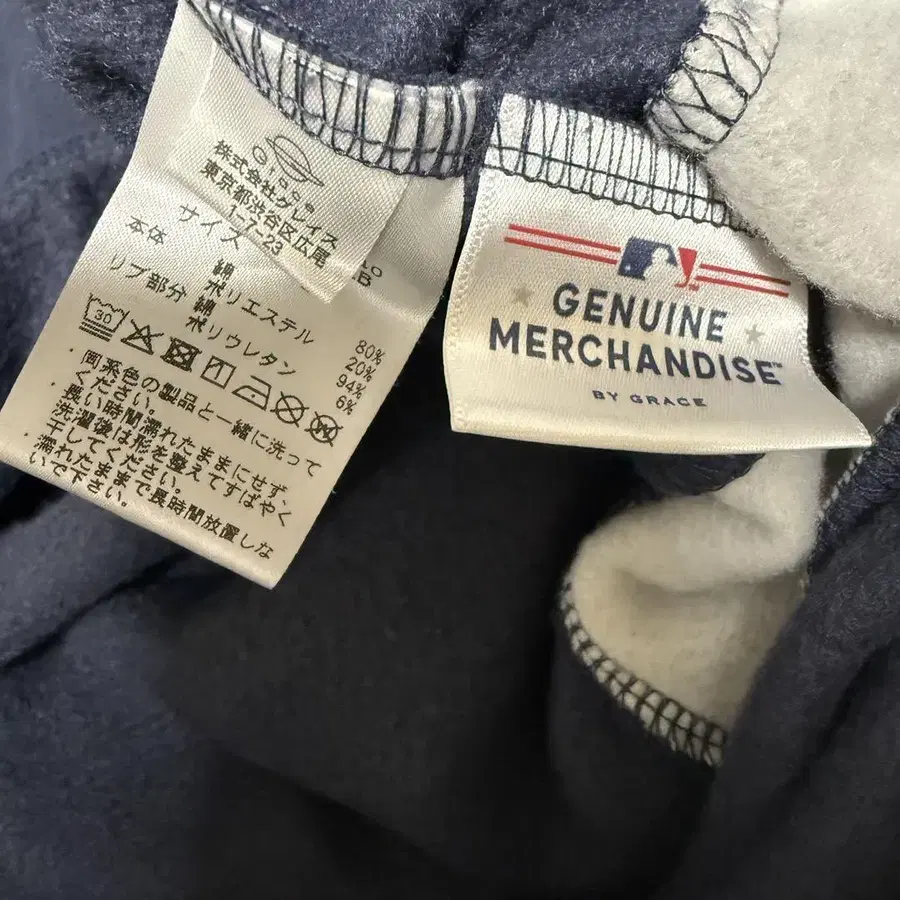 grace
株式会社グレイス
東京都渋谷区広尾
1-7-23
サイズ
本体 綿 80%
ポリエステル 20%
リブ部分 綿 94%
ポリウレタン 6%
30
同系色の製品と一緒に洗って
ください。
長い時間濡れたままにせず、
洗濯後は形を整えてすばやく
干してください。
濡れたままで長時間放置しな
いで下さい。
GENUINE
MERCHANDISE™
BY GRACE